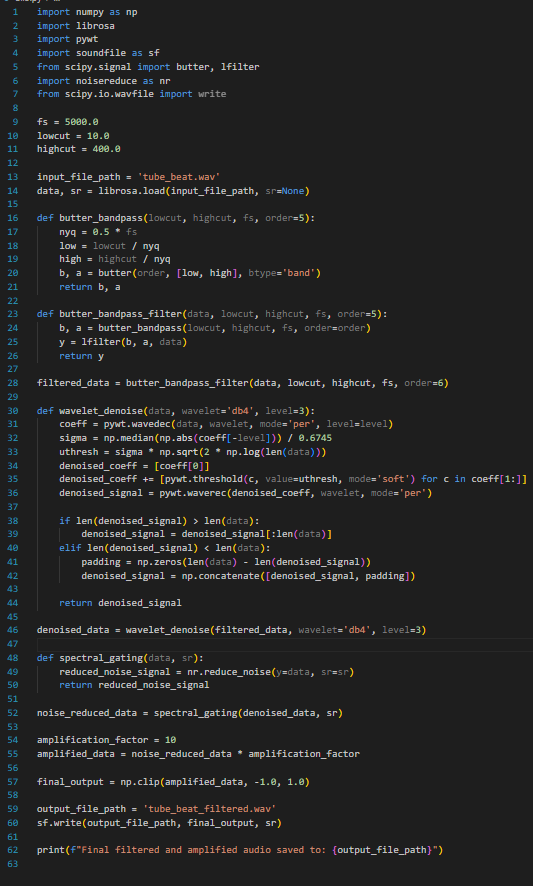 1 import numpy as np
2 import librosa
3 import pywt
4 import soundfile as sf
5 from scipy.signal import butter, lfilter
6 import noisereduce as nr
7 from scipy.io.wavfile import write
8
9 fs = 5000.0
10 lowcut = 10.0
11 highcut = 400.0
12
13 input_file_path = 'tube_beat.wav'
14 data, sr = librosa.load(input_file_path, sr=None)
15
16 def butter_bandpass(lowcut, highcut, fs, order=5):
17     nyq = 0.5 * fs
18     low = lowcut / nyq
19     high = highcut / nyq
20     b, a = butter(order, [low, high], btype='band')
21     return b, a
22
23 def butter_bandpass_filter(data, lowcut, highcut, fs, order=5):
24     b, a = butter_bandpass(lowcut, highcut, fs, order=order)
25     y = lfilter(b, a, data)
26     return y
27
28 filtered_data = butter_bandpass_filter(data, lowcut, highcut, fs, order=6)
29
30 def wavelet_denoise(data, wavelet='db4', level=3):
31     coeff = pywt.wavedec(data, wavelet, mode='per', level=level)
32     sigma = np.median(np.abs(coeff[-level])) / 0.6745
33     uthresh = sigma * np.sqrt(2 * np.log(len(data)))
34     denoised_coeff = [coeff[0]]
35     denoised_coeff += [pywt.threshold(c, value=uthresh, mode='soft') for c in coeff[1:]]
36     denoised_signal = pywt.waverec(denoised_coeff, wavelet, mode='per')
37
38     if len(denoised_signal) > len(data):
39         denoised_signal = denoised_signal[:len(data)]
40     elif len(denoised_signal) < len(data):
41         padding = np.zeros(len(data) - len(denoised_signal))
42         denoised_signal = np.concatenate([denoised_signal, padding])
43
44     return denoised_signal
45
46 denoised_data = wavelet_denoise(filtered_data, wavelet='db4', level=3)
47
48 def spectral_gating(data, sr):
49     reduced_noise_signal = nr.reduce_noise(y=data, sr=sr)
50     return reduced_noise_signal
51
52 noise_reduced_data = spectral_gating(denoised_data, sr)
53
54 amplification_factor = 10
55 amplified_data = noise_reduced_data * amplification_factor
56
57 final_output = np.clip(amplified_data, -1.0, 1.0)
58
59 output_file_path = 'tube_beat_filtered.wav'
60 sf.write(output_file_path, final_output, sr)
61
62 print(f"Final filtered and amplified audio saved to: {output_file_path}")
63